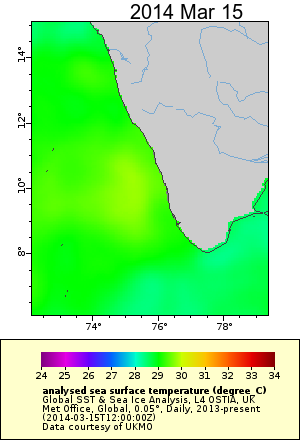 2014 Mar 15
14°
12°
10°
8°
74° 76° 78°
24 25 26 27 28 29 30 31 32 33 34
analysed sea surface temperature (degree_C)
Global SST & Sea Ice Analysis, L4 OSTIA, UK
Met Office, Global, 0.05°, Daily, 2013-present
(2014-03-15T12:00:00Z)
Data courtesy of UKMO